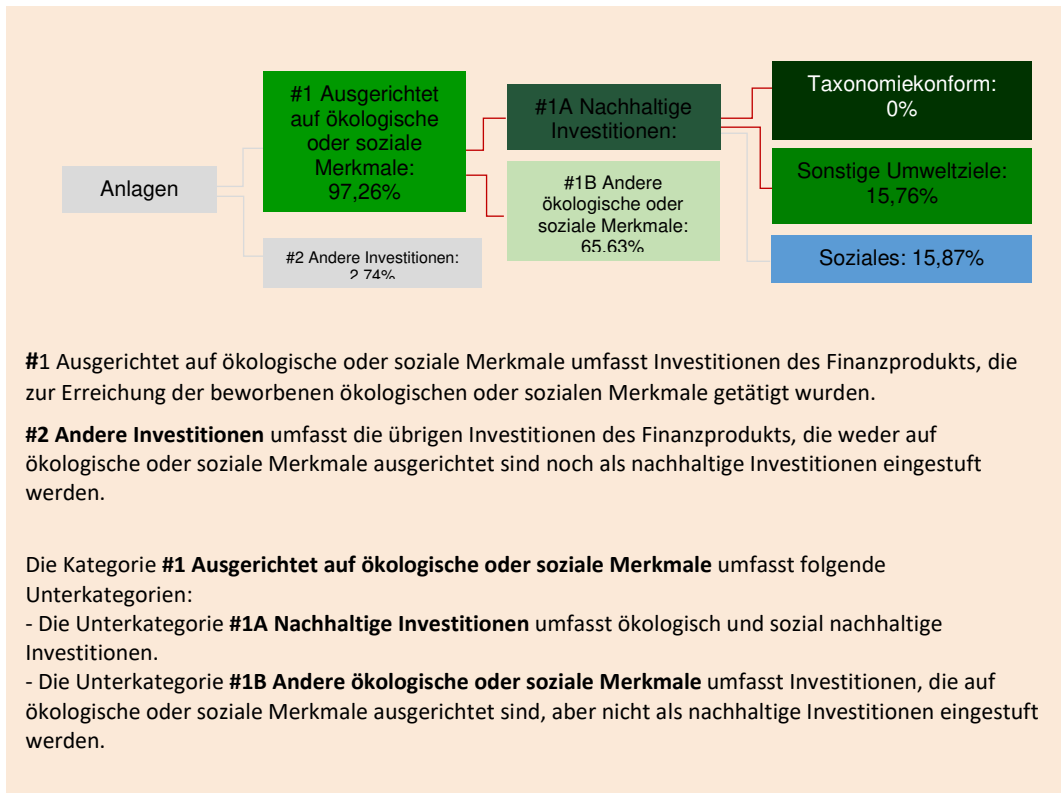 Anlagen
#1 Ausgerichtet
auf ökologische
oder soziale
Merkmale:
97,26%
#2 Andere Investitionen:
2,74%
#1A Nachhaltige
Investitionen:
#1B Andere
ökologische oder
soziale Merkmale:
65,63%
Taxonomiekonform:
0%
Sonstige Umweltziele:
15,76%
Soziales: 15,87%
#1 Ausgerichtet auf ökologische oder soziale Merkmale umfasst Investitionen des Finanzprodukts, die
zur Erreichung der beworbenen ökologischen oder sozialen Merkmale getätigt wurden.
#2 Andere Investitionen umfasst die übrigen Investitionen des Finanzprodukts, die weder auf
ökologische oder soziale Merkmale ausgerichtet sind noch als nachhaltige Investitionen eingestuft
werden.
Die Kategorie #1 Ausgerichtet auf ökologische oder soziale Merkmale umfasst folgende
Unterkategorien:
- Die Unterkategorie #1A Nachhaltige Investitionen umfasst ökologisch und sozial nachhaltige
Investitionen.
- Die Unterkategorie #1B Andere ökologische oder soziale Merkmale umfasst Investitionen, die auf
ökologische oder soziale Merkmale ausgerichtet sind, aber nicht als nachhaltige Investitionen eingestuft
werden.